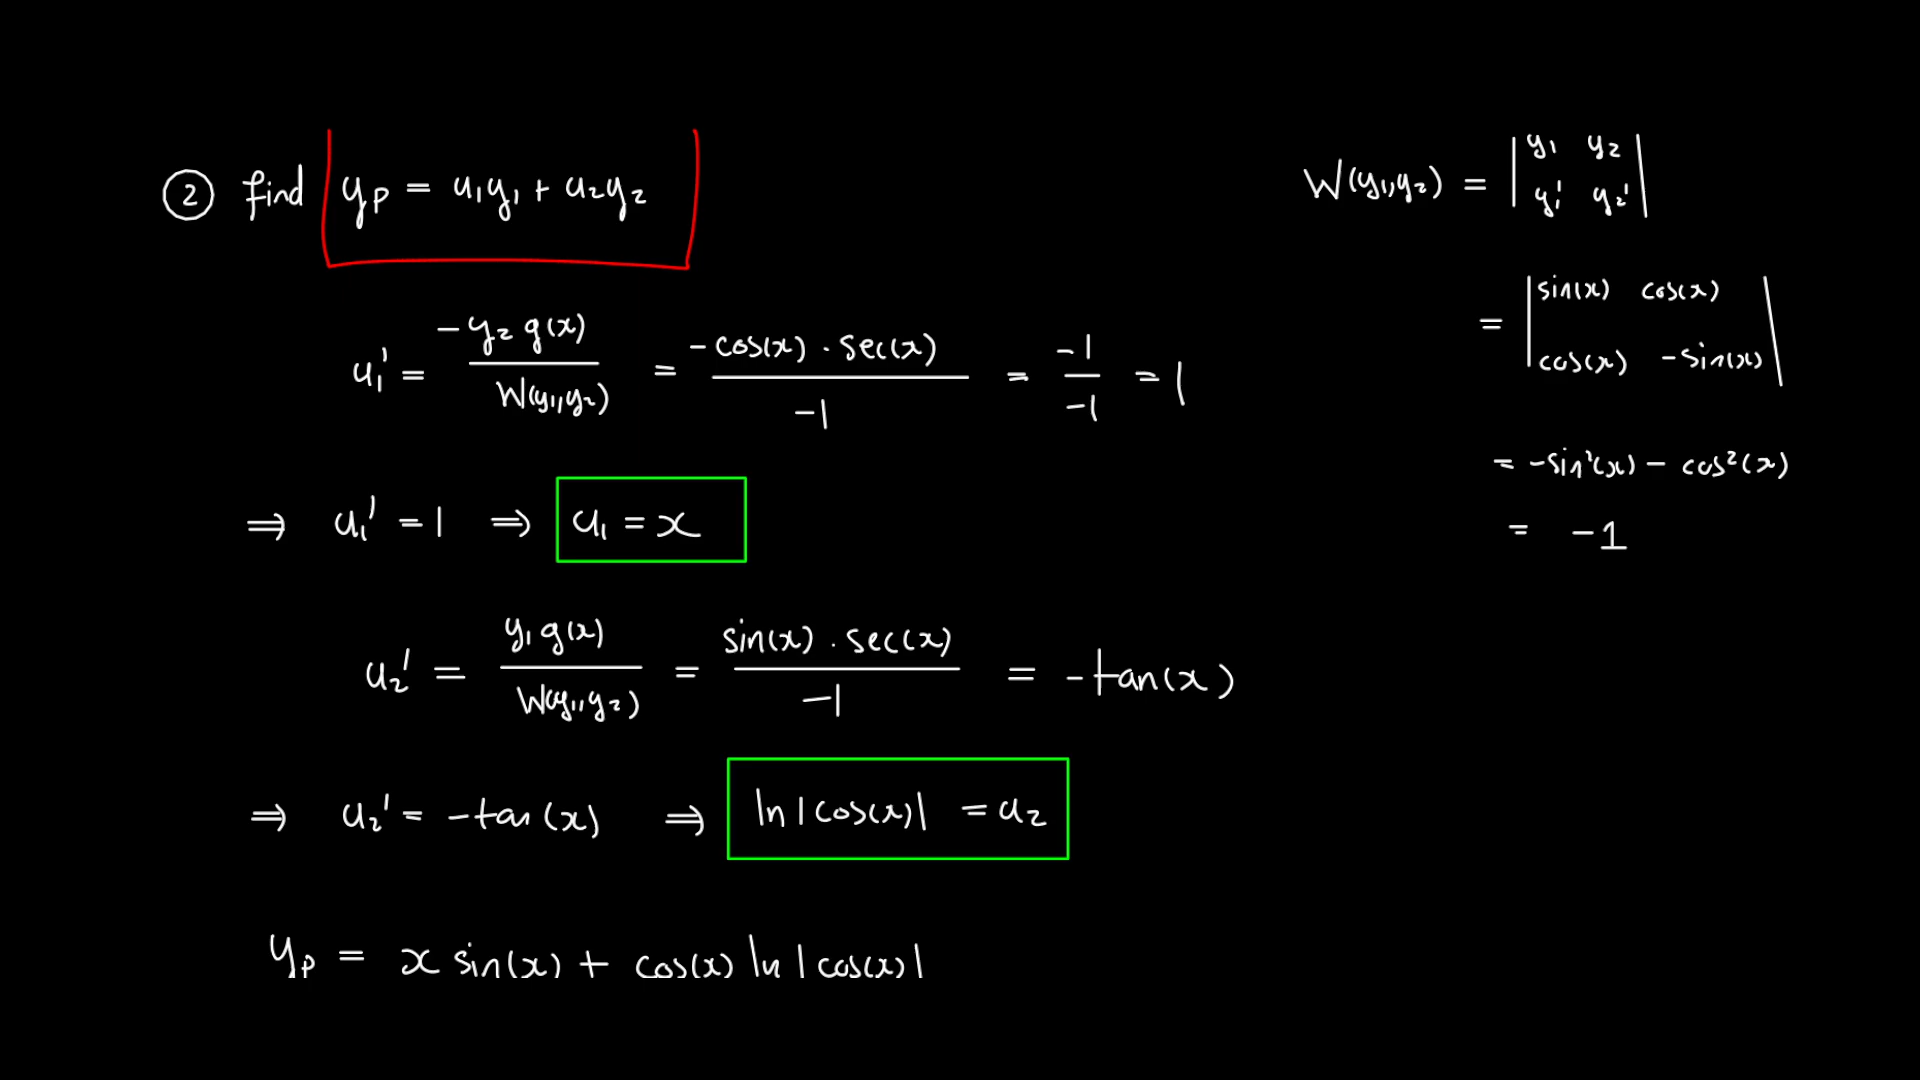 ② find yp = u₁y₁ + u₂y₂
u₁' = -y₂ g(x) / W(y₁,y₂) = -cos(x) · sec(x) / -1 = -1 / -1 = 1
⇒ u₁' = 1 ⇒ u₁ = x
u₂' = y₁ g(x) / W(y₁,y₂) = sin(x) · sec(x) / -1 = -tan(x)
⇒ u₂' = -tan(x) ⇒ ln|cos(x)| = u₂
yp = x sin(x) + cos(x) ln|cos(x)|
W(y₁,y₂) = | y₁ y₂ |
| y₁' y₂' |
= | sin(x) cos(x) |
| cos(x) -sin(x) |
= -sin²(x) - cos²(x)
= -1